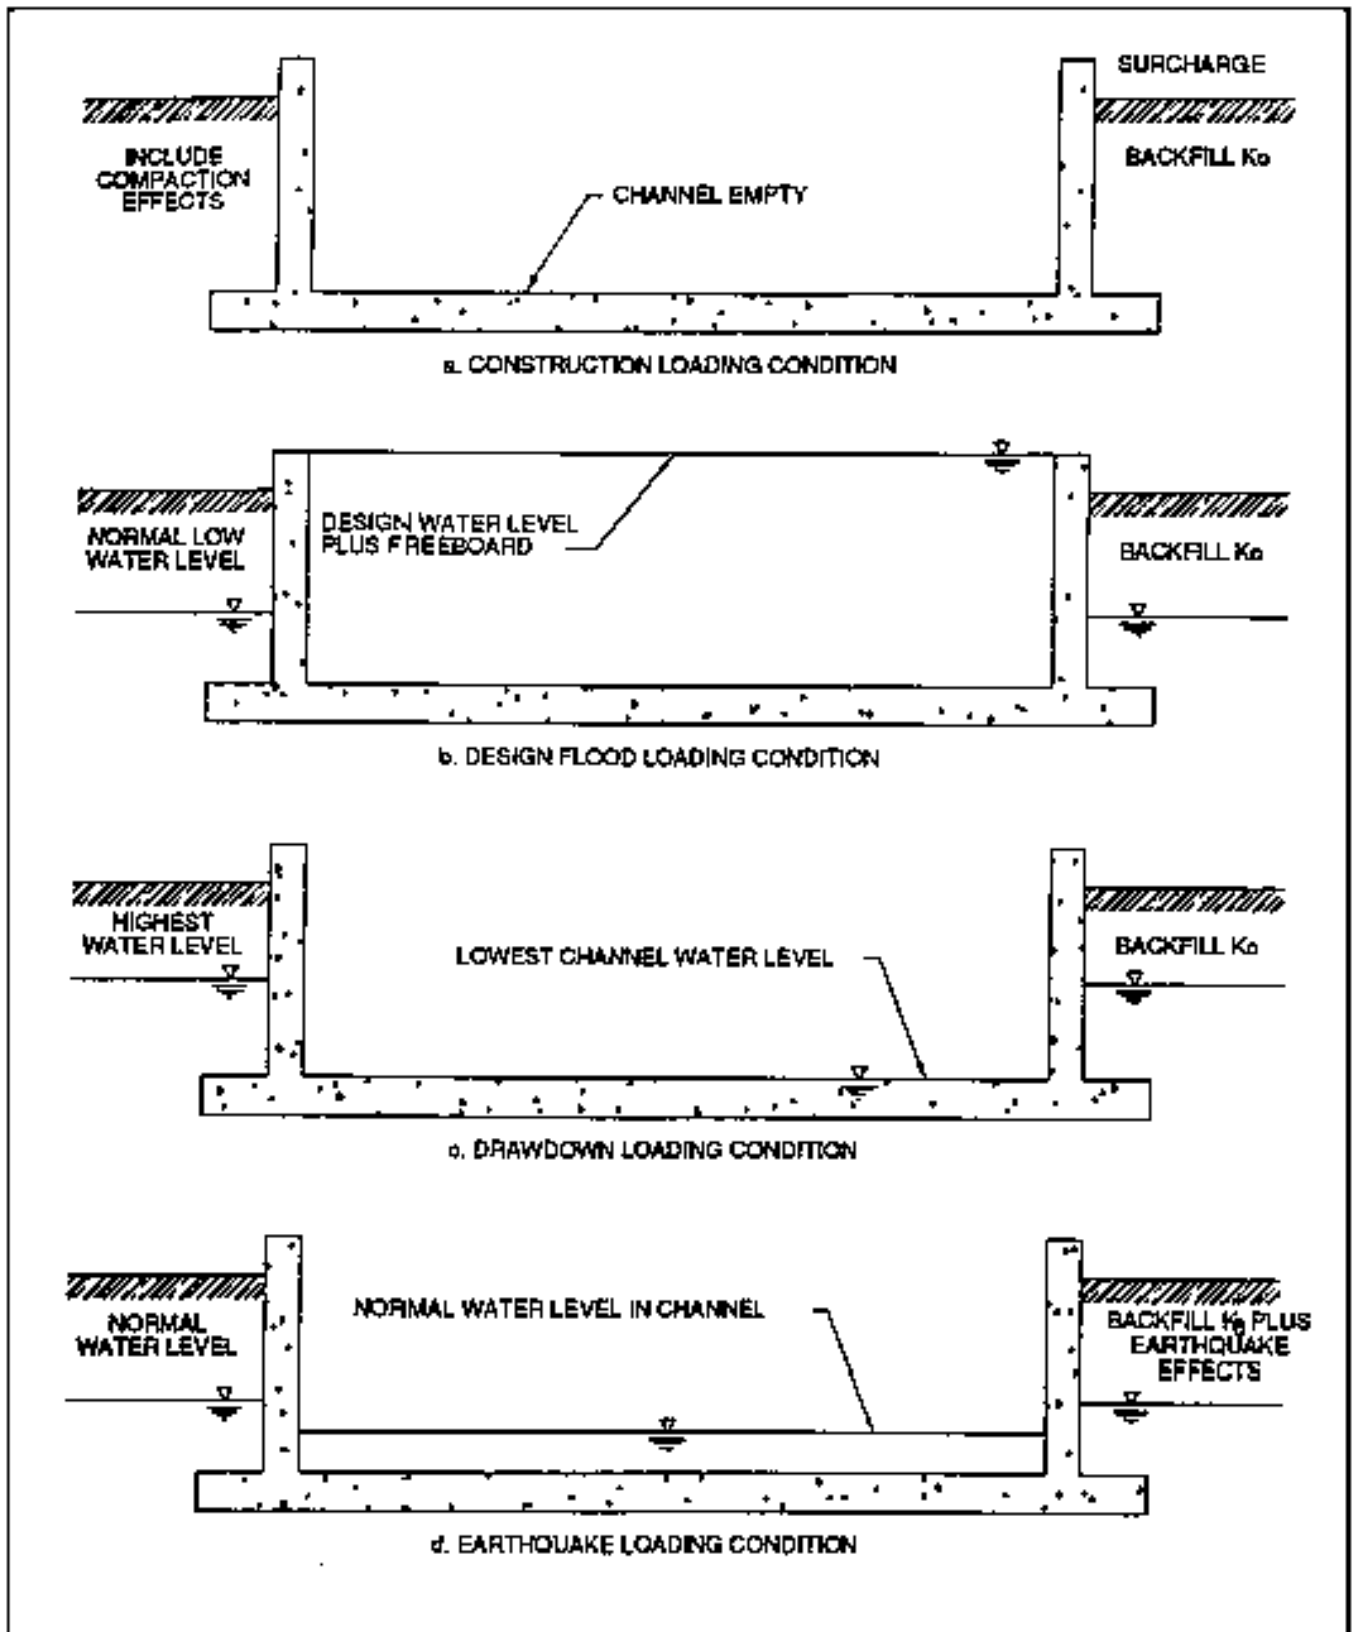 SURCHARGE
INCLUDE
COMPACTION
EFFECTS
BACKFILL Ko
CHANNEL EMPTY
a. CONSTRUCTION LOADING CONDITION
NORMAL LOW
WATER LEVEL
DESIGN WATER LEVEL
PLUS FREEBOARD
BACKFILL Ko
b. DESIGN FLOOD LOADING CONDITION
HIGHEST
WATER LEVEL
LOWEST CHANNEL WATER LEVEL
BACKFILL Ko
c. DRAWDOWN LOADING CONDITION
NORMAL
WATER LEVEL
NORMAL WATER LEVEL IN CHANNEL
BACKFILL Ko PLUS
EARTHQUAKE
EFFECTS
d. EARTHQUAKE LOADING CONDITION